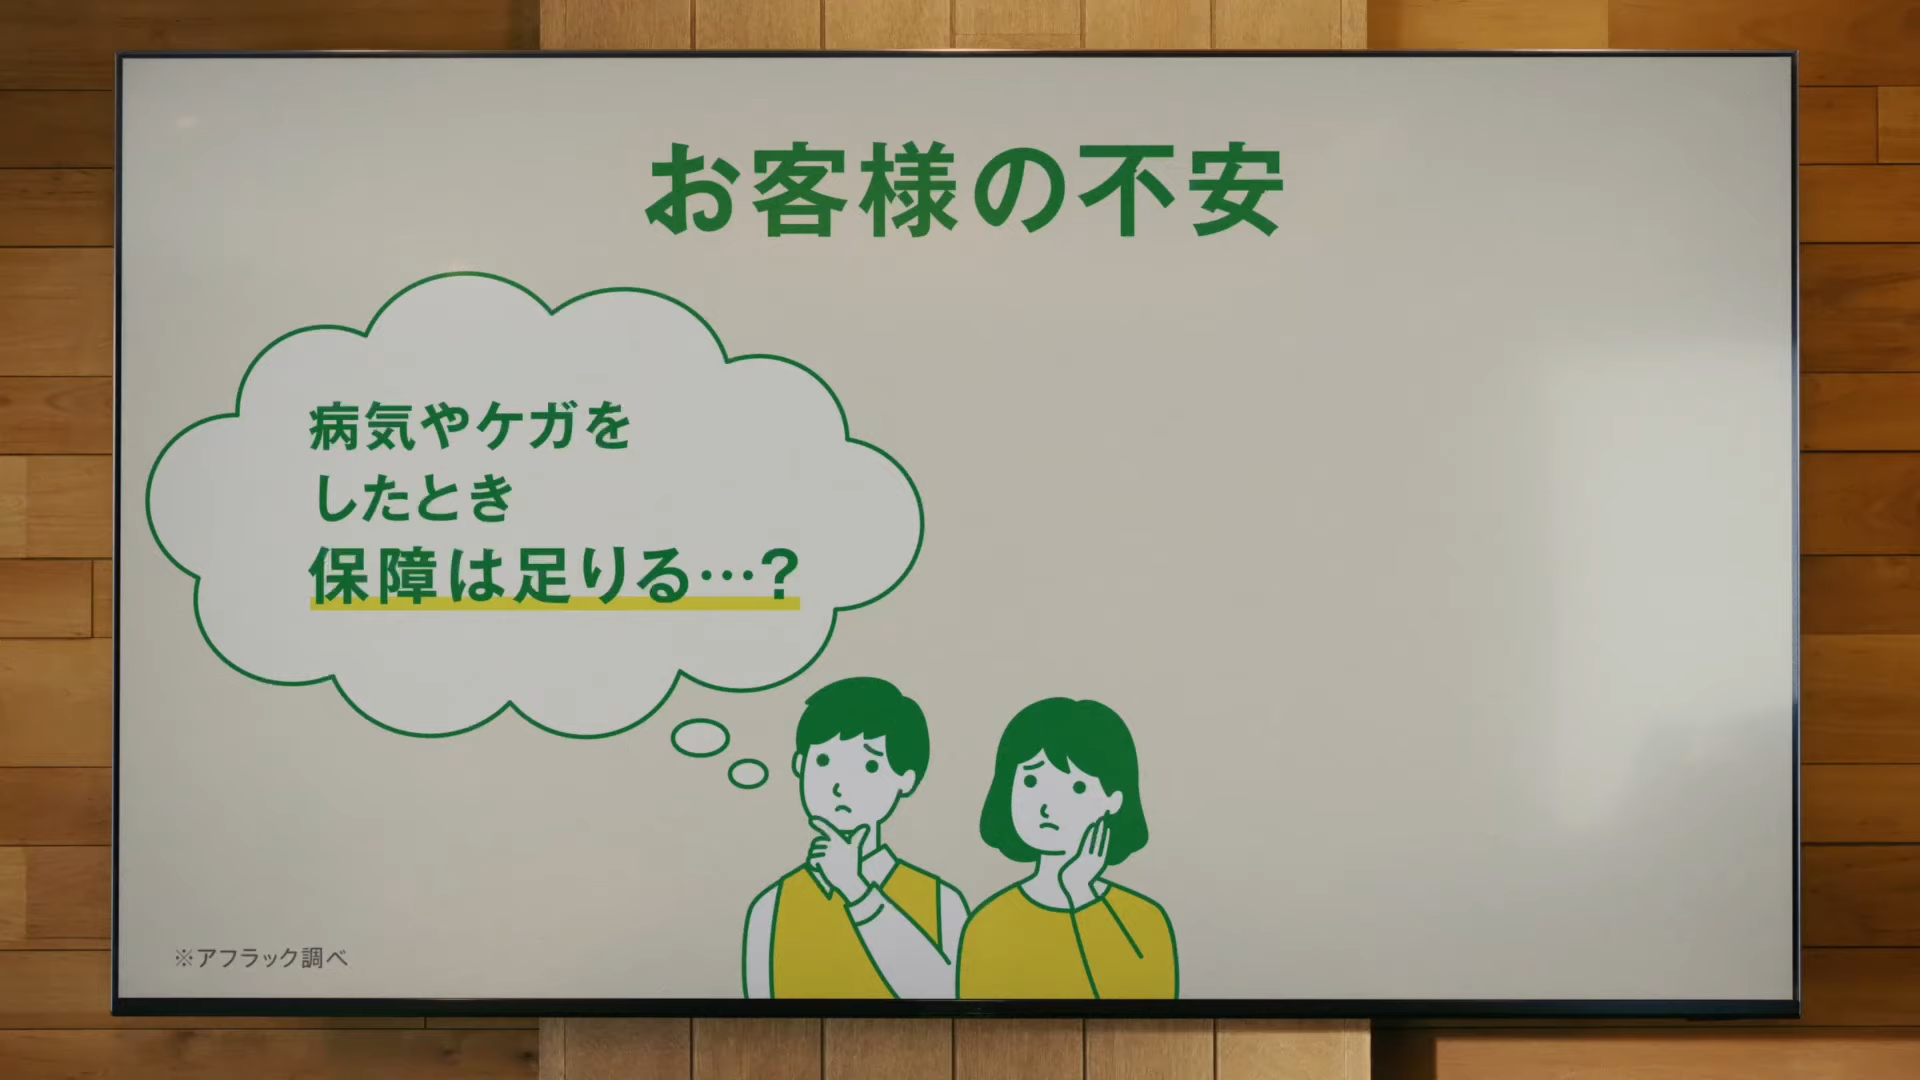 お客様の不安
病気やケガを
したとき
保障は足りる…?
※アフラック調べ